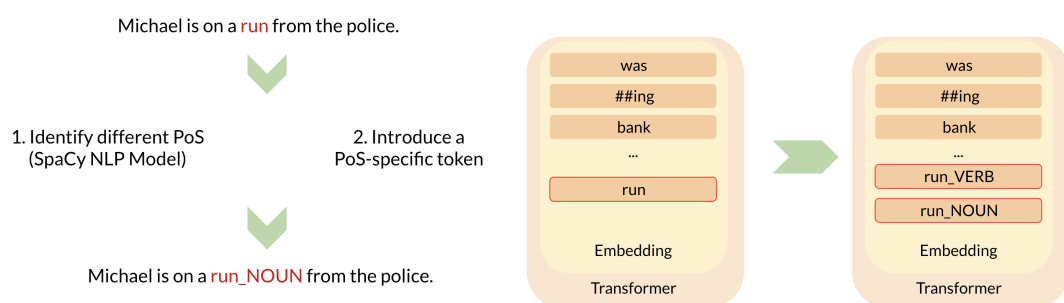 Michael is on a run from the police.
1. Identify different PoS
(SpaCy NLP Model)
2. Introduce a
PoS-specific token
Michael is on a run_NOUN from the police.
was
##ing
bank
...
run
Embedding
Transformer
was
##ing
bank
...
run_VERB
run_NOUN
Embedding
Transformer